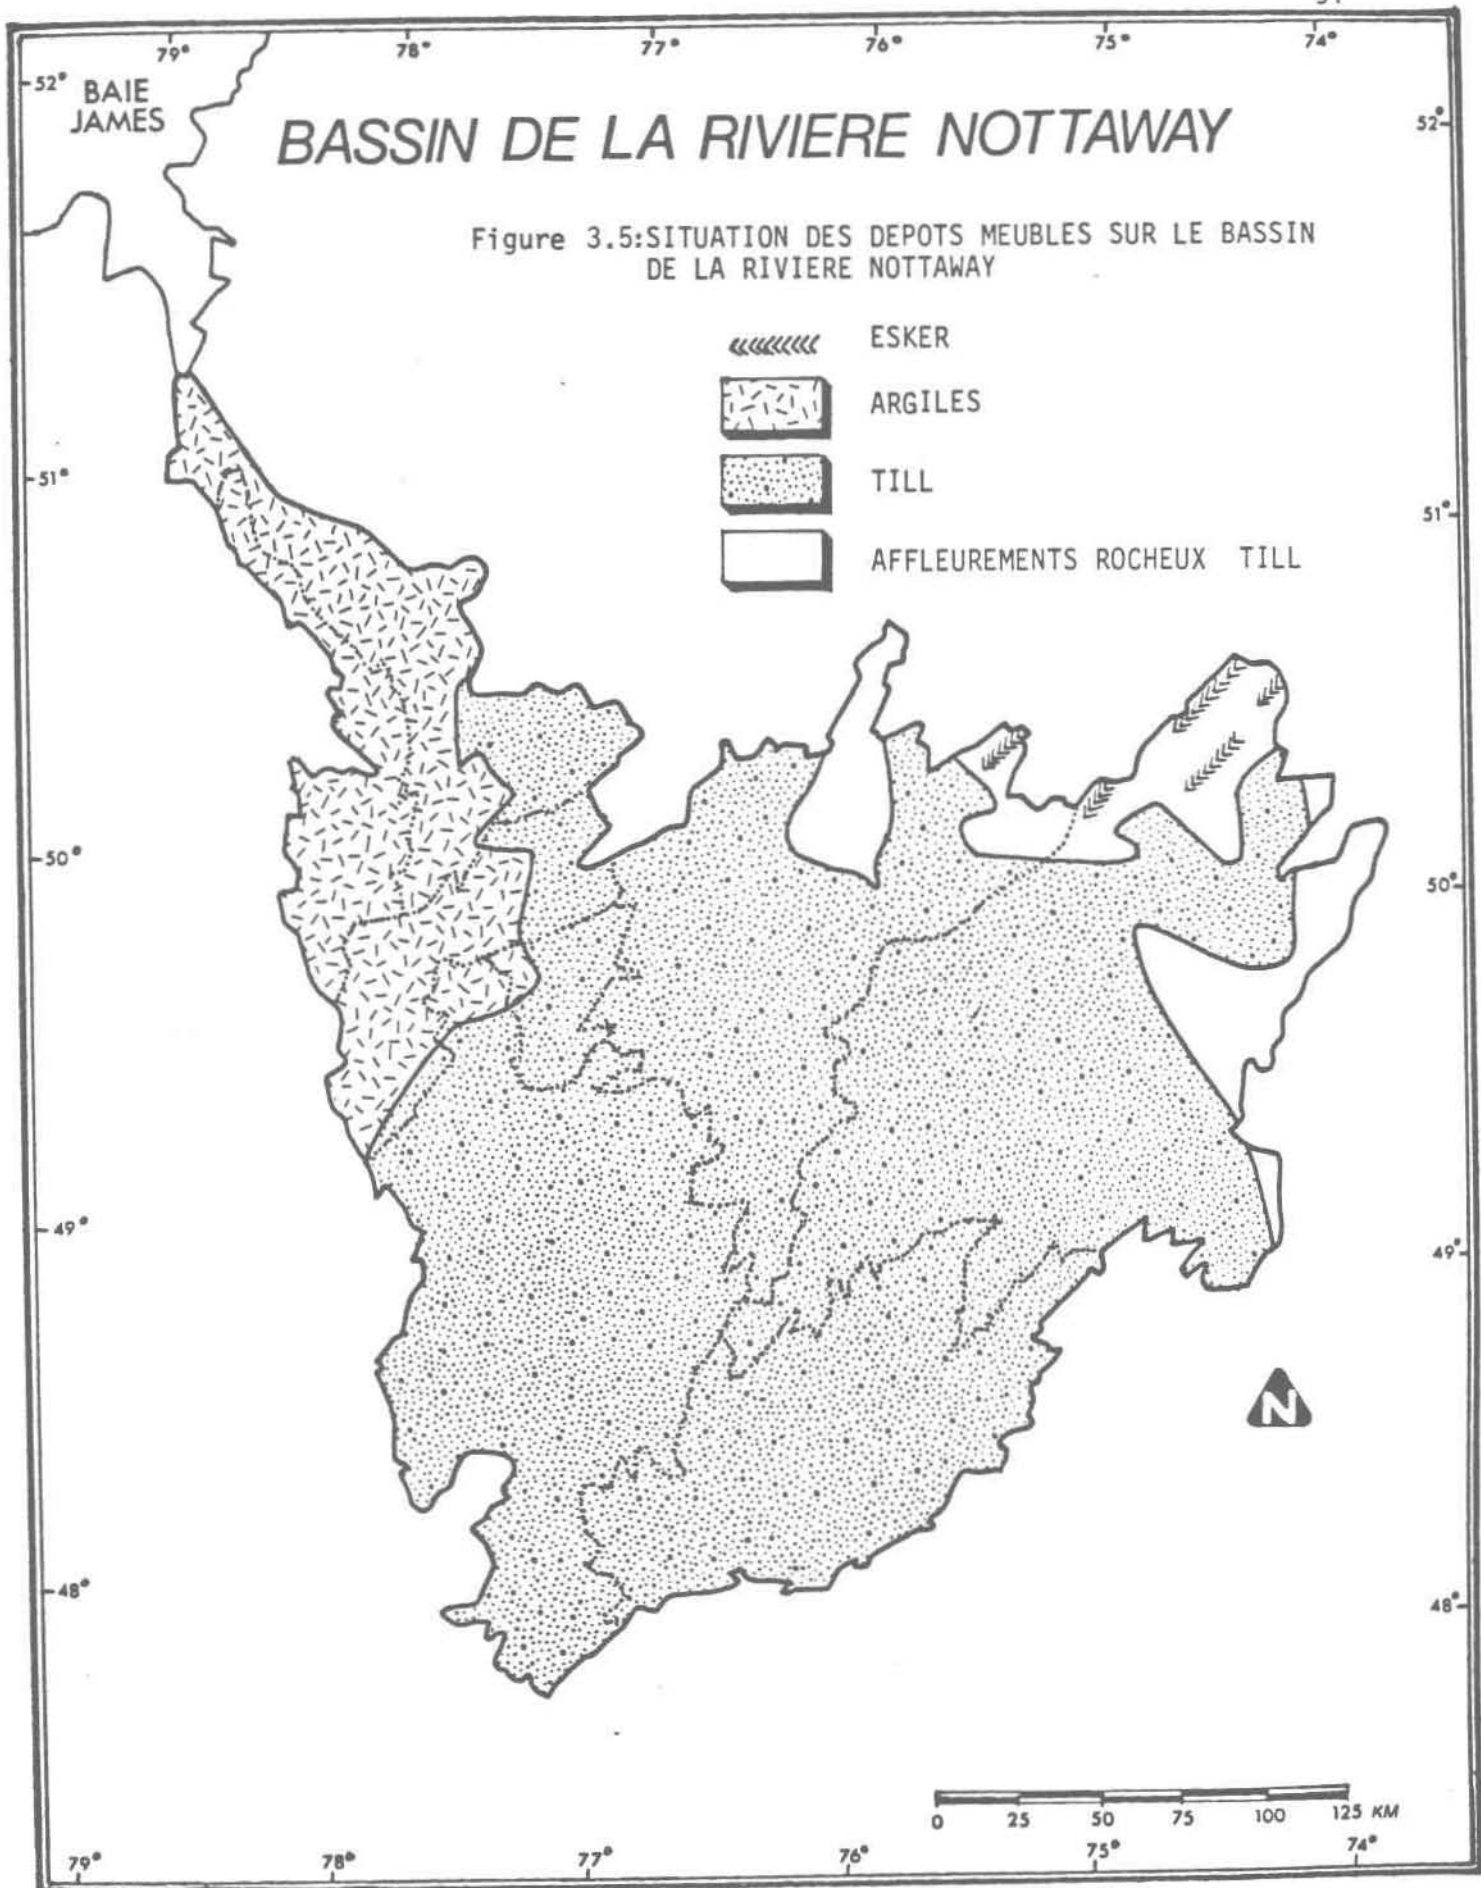 79° 78° 77° 76° 75° 74°
52° BAIE
JAMES
52°
BASSIN DE LA RIVIERE NOTTAWAY
Figure 3.5:SITUATION DES DEPOTS MEUBLES SUR LE BASSIN
DE LA RIVIERE NOTTAWAY
ESKER
ARGILES
TILL
AFFLEUREMENTS ROCHEUX TILL
51° 51°
50° 50°
49° 49°
N
48° 48°
0 25 50 75 100 125 KM
79° 78° 77° 76° 75° 74°